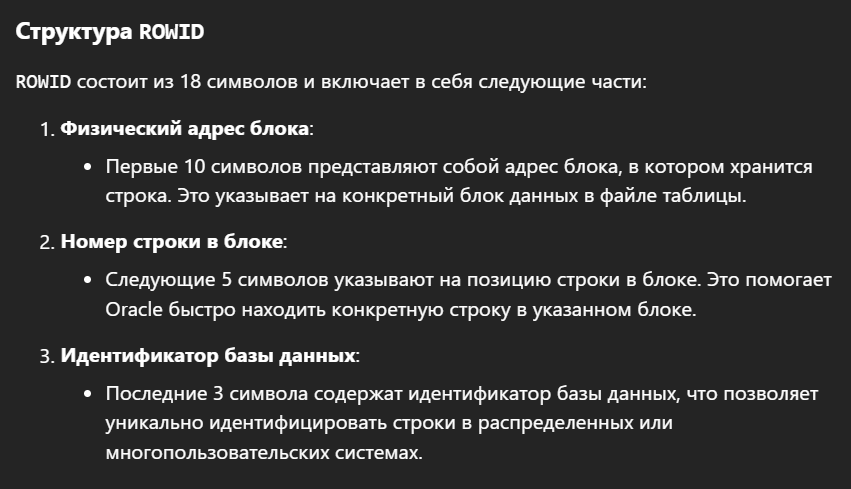 Структура ROWID
ROWID состоит из 18 символов и включает в себя следующие части:
1. Физический адрес блока:
• Первые 10 символов представляют собой адрес блока, в котором хранится
строка. Это указывает на конкретный блок данных в файле таблицы.
2. Номер строки в блоке:
• Следующие 5 символов указывают на позицию строки в блоке. Это помогает
Oracle быстро находить конкретную строку в указанном блоке.
3. Идентификатор базы данных:
• Последние 3 символа содержат идентификатор базы данных, что позволяет
уникально идентифицировать строки в распределенных или
многопользовательских системах.